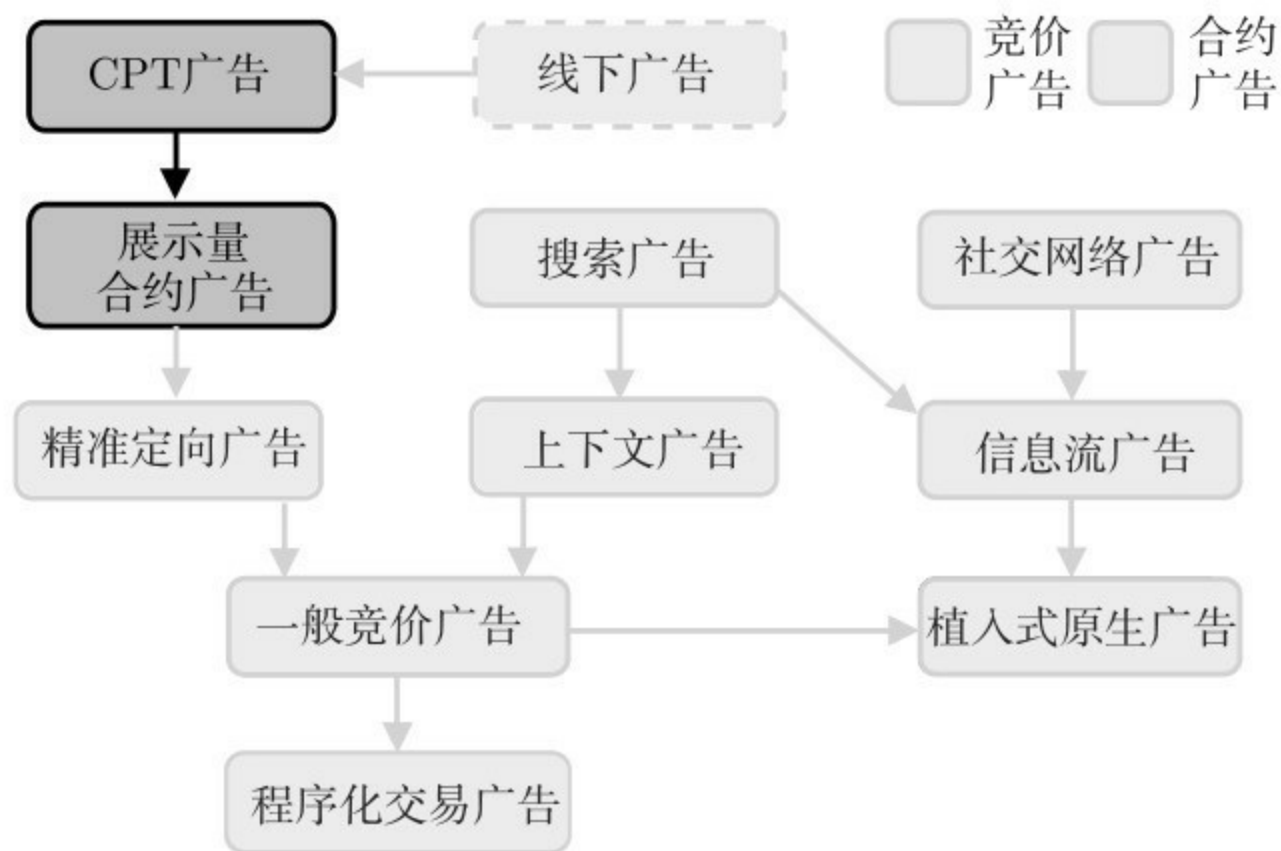 CPT广告
线下广告
竞价
广告
合约
广告
展示量
合约广告
搜索广告
社交网络广告
精准定向广告
上下文广告
信息流广告
一般竞价广告
植入式原生广告
程序化交易广告